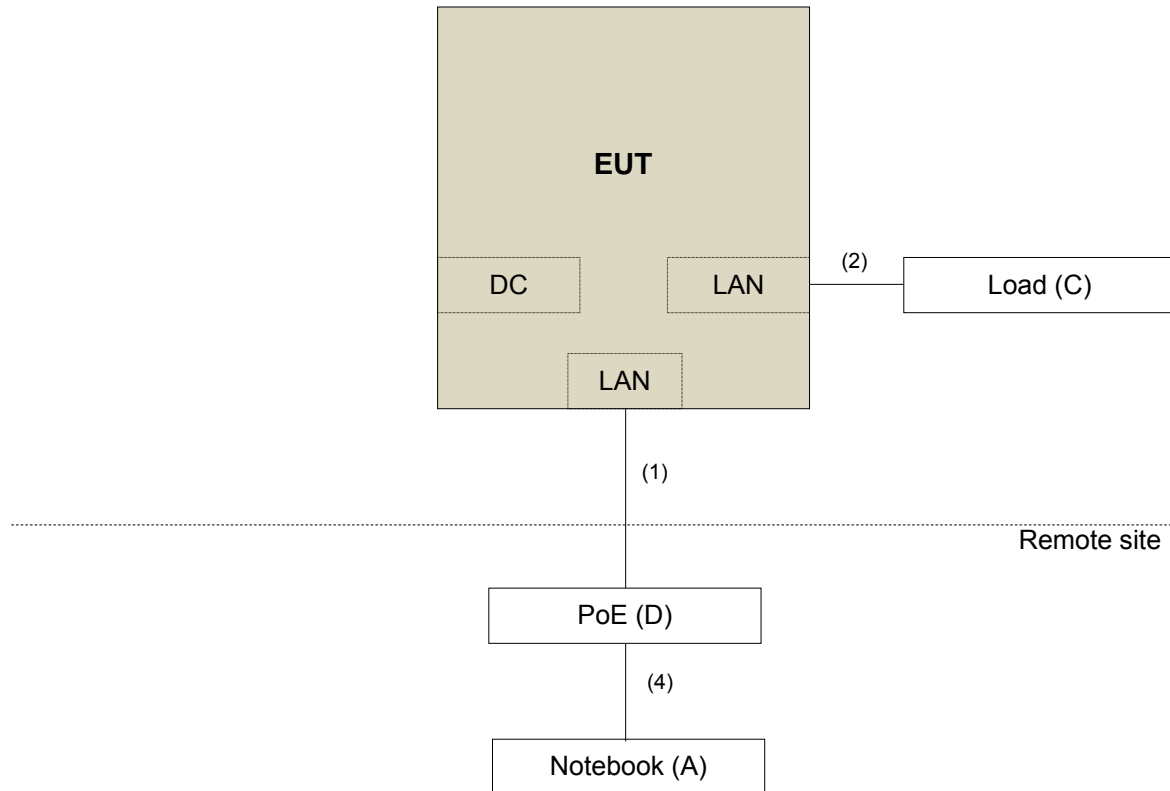 EUT
(2)
DC
LAN
Load (C)
LAN
(1)
Remote site
PoE (D)
(4)
Notebook (A)